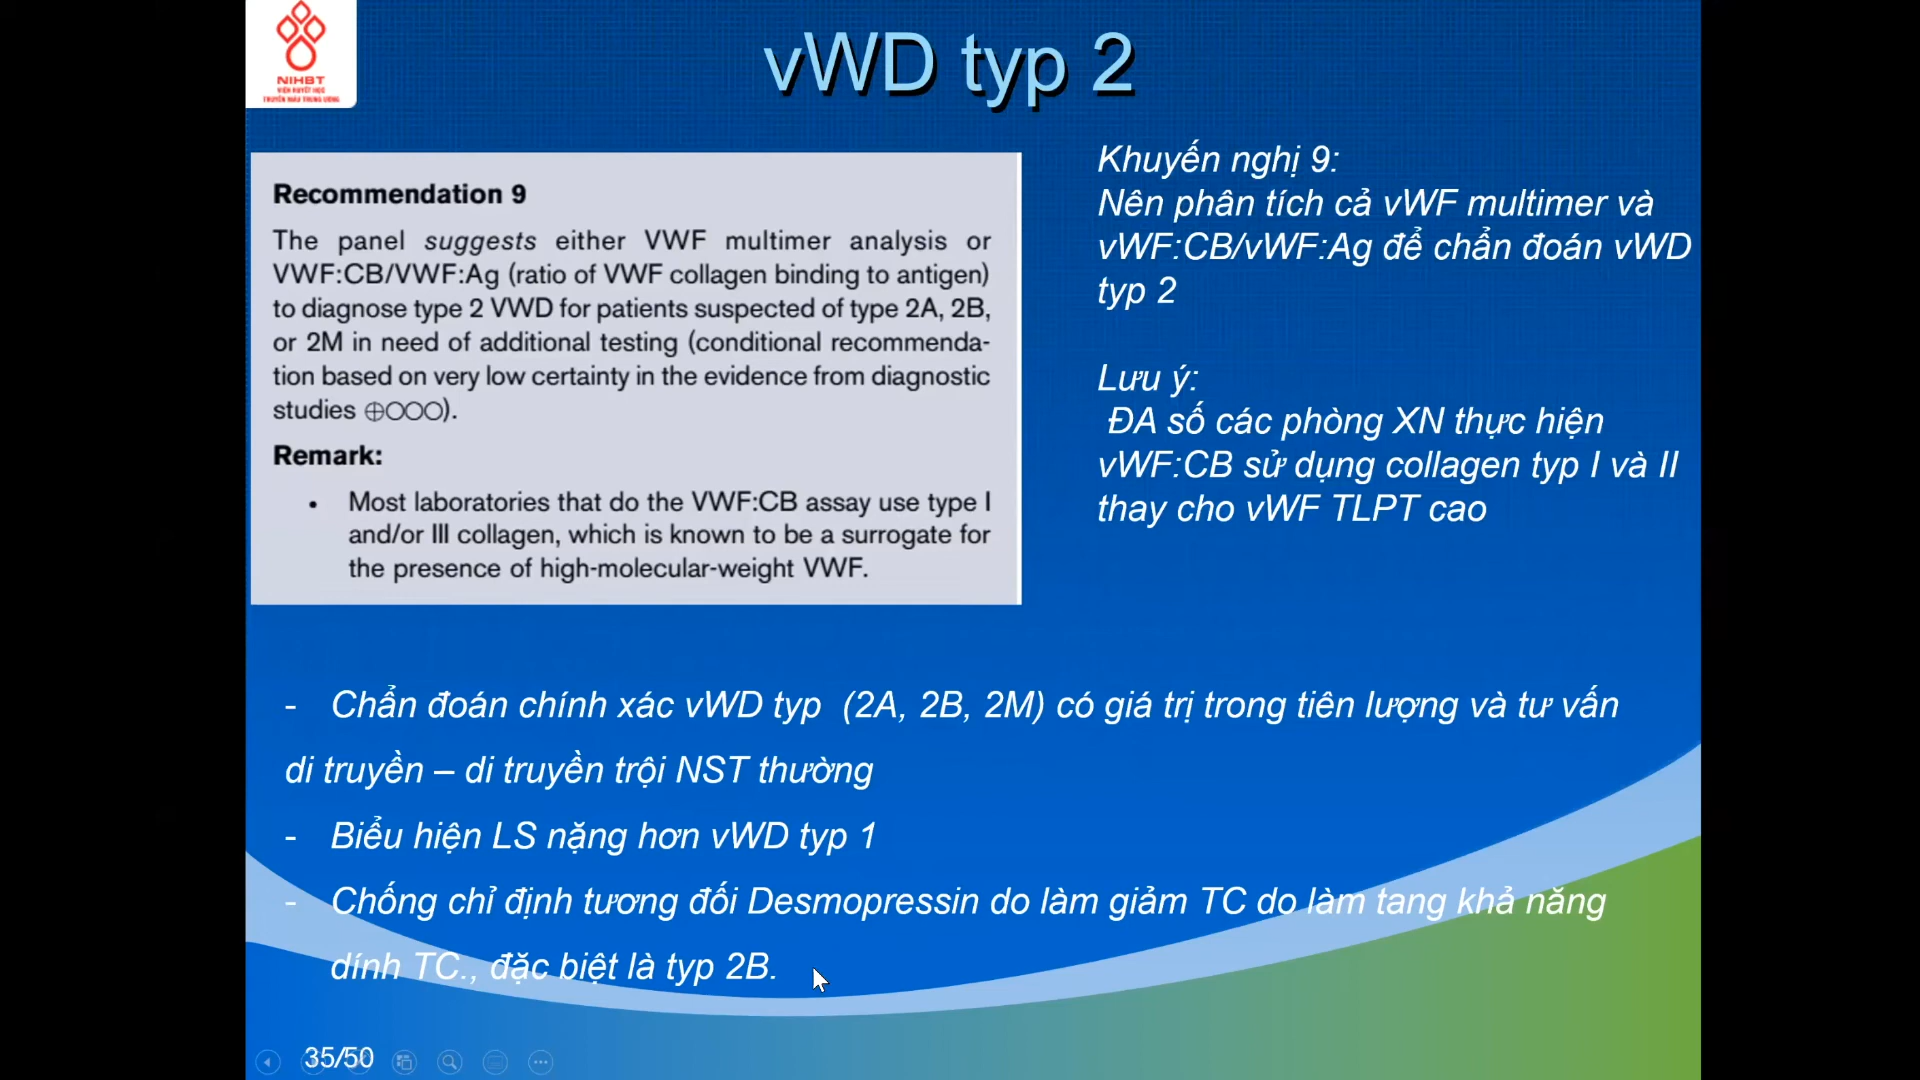 NIHBT
VIỆN HUYẾT HỌC
TRUYỀN MÁU TRUNG ƯƠNG
vWD typ 2
Recommendation 9
The panel suggests either VWF multimer analysis or
VWF:CB/VWF:Ag (ratio of VWF collagen binding to antigen)
to diagnose type 2 VWD for patients suspected of type 2A, 2B,
or 2M in need of additional testing (conditional recommenda-
tion based on very low certainty in the evidence from diagnostic
studies ⊕○○○).
Remark:
• Most laboratories that do the VWF:CB assay use type I
and/or III collagen, which is known to be a surrogate for
the presence of high-molecular-weight VWF.
Khuyến nghị 9:
Nên phân tích cả vWF multimer và
vWF:CB/vWF:Ag để chẩn đoán vWD
typ 2
Lưu ý:
ĐA số các phòng XN thực hiện
vWF:CB sử dụng collagen typ I và II
thay cho vWF TLPT cao
- Chẩn đoán chính xác vWD typ (2A, 2B, 2M) có giá trị trong tiên lượng và tư vấn
di truyền – di truyền trội NST thường
- Biểu hiện LS nặng hơn vWD typ 1
- Chống chỉ định tương đối Desmopressin do làm giảm TC do làm tang khả năng
dính TC., đặc biệt là typ 2B.
35/50